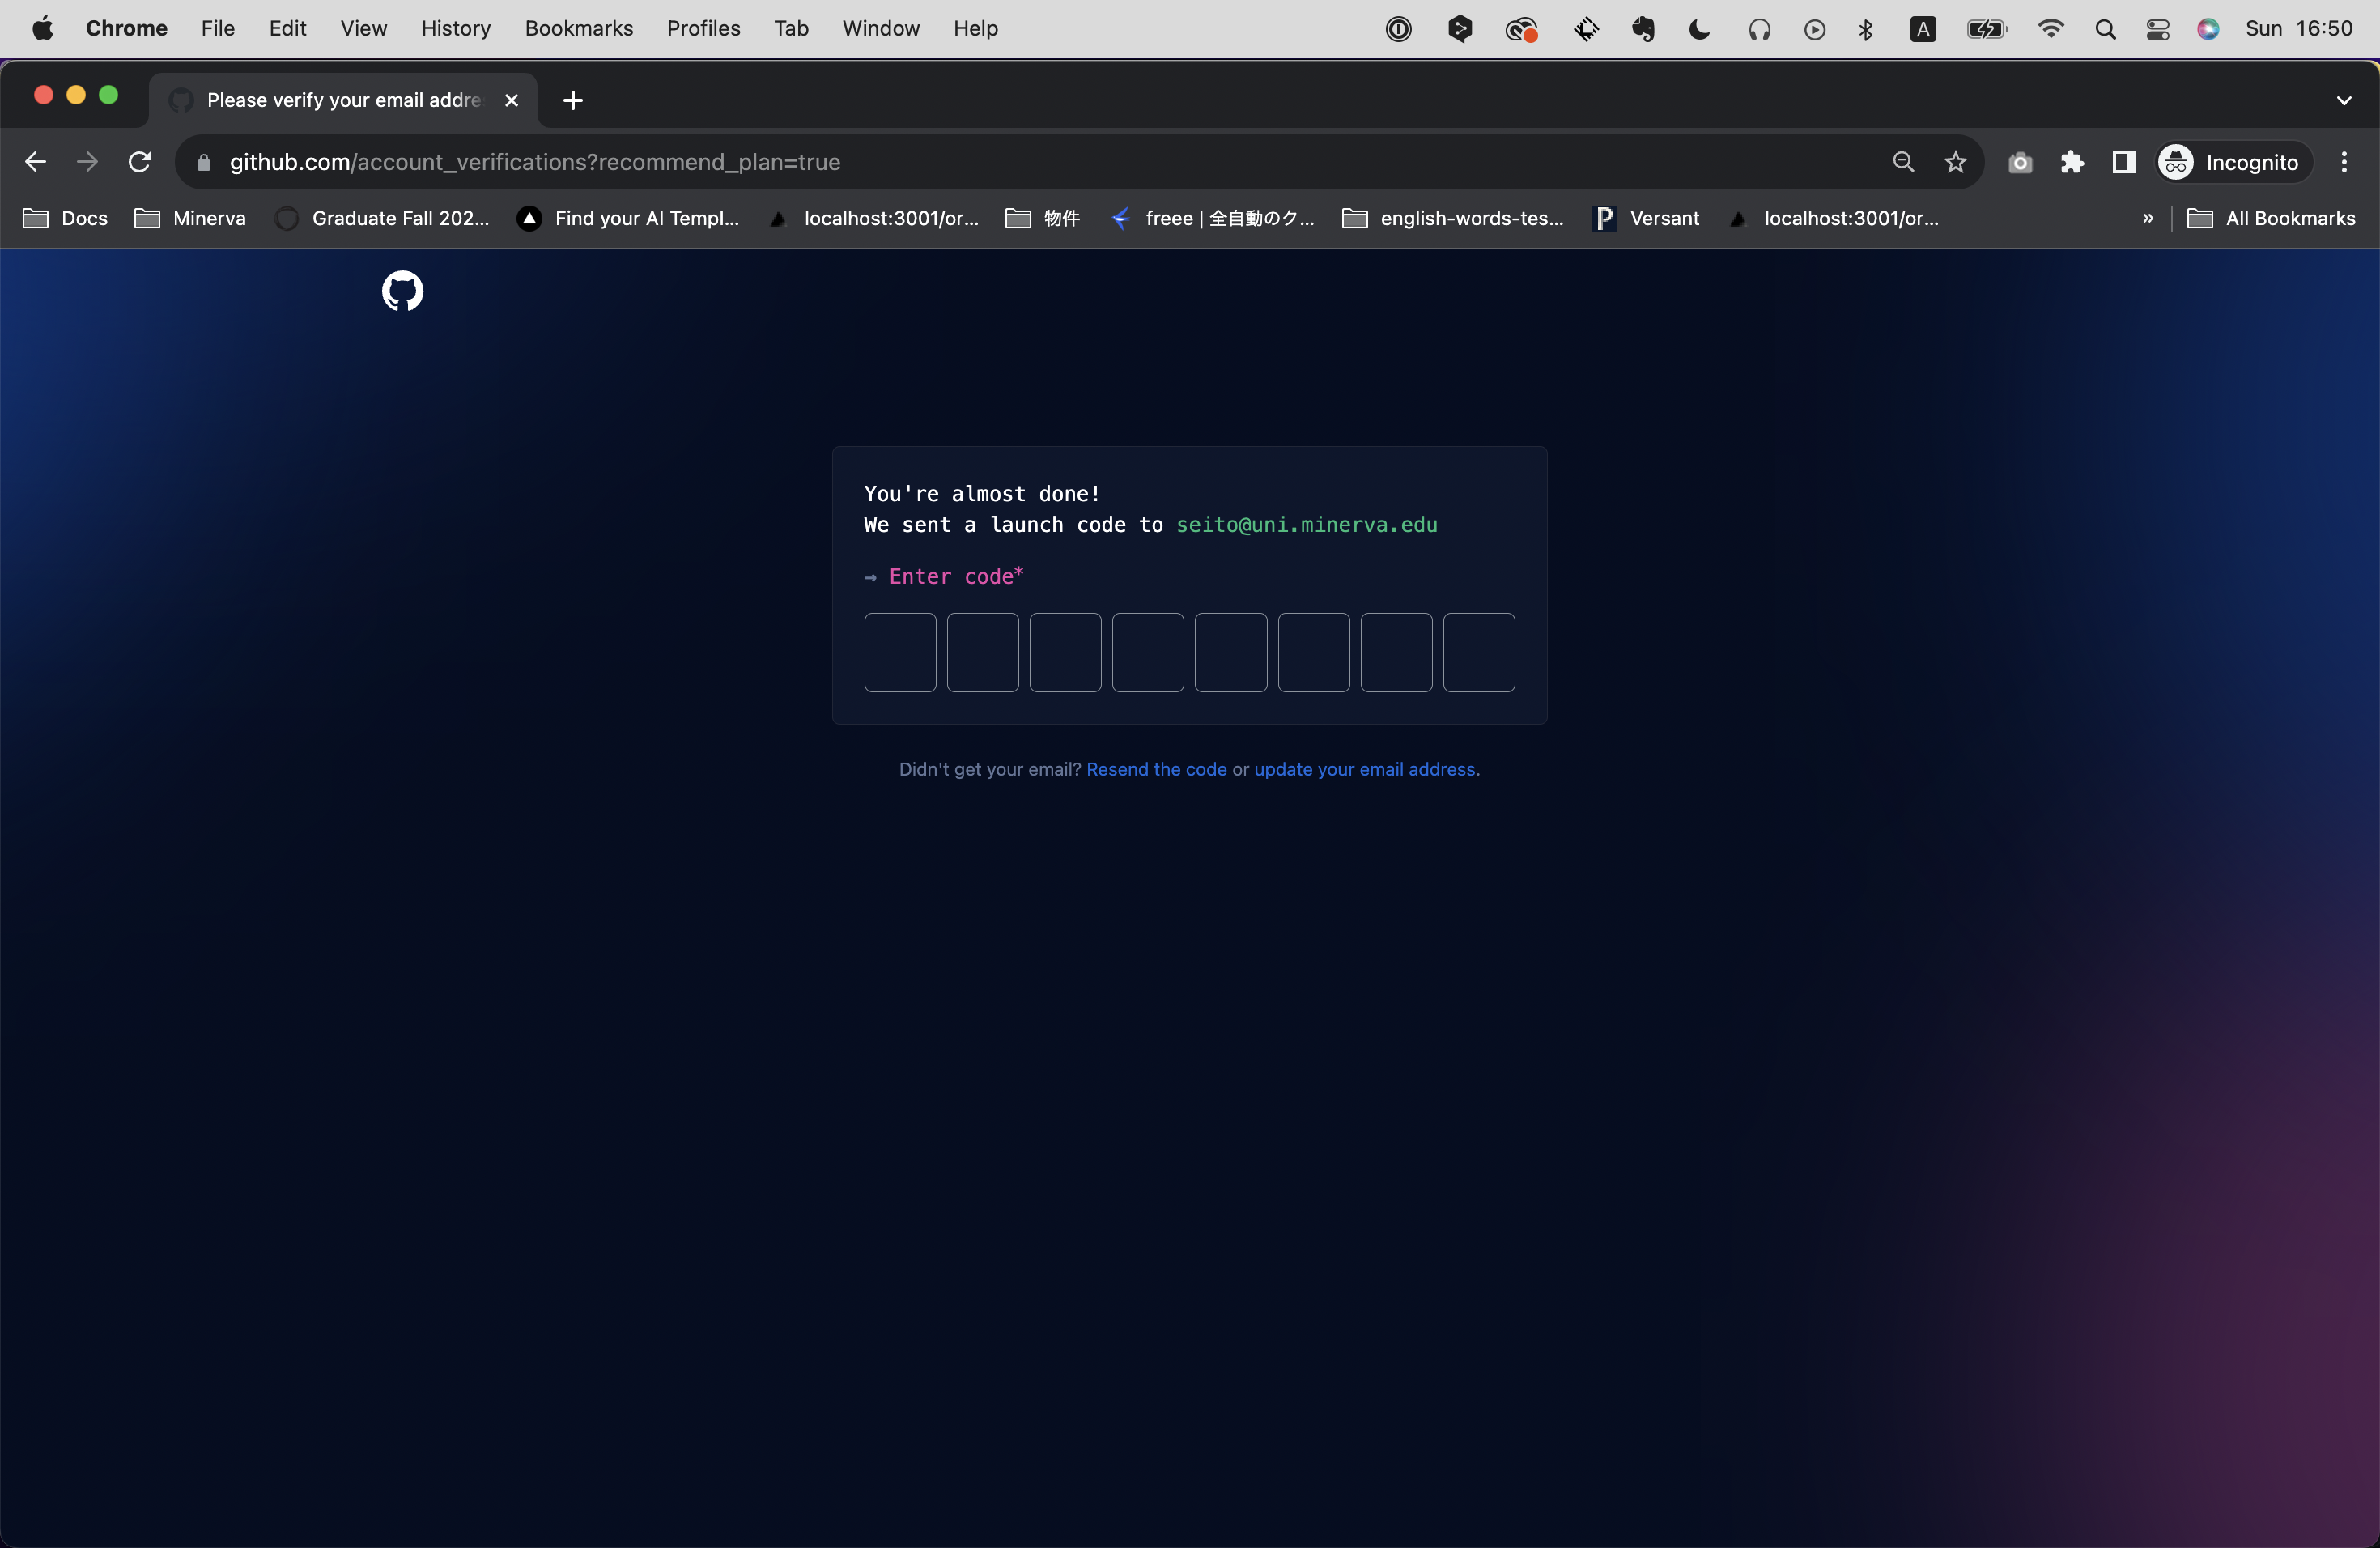 Chrome File Edit View History Bookmarks Profiles Tab Window Help A Sun 16:50
Please verify your email addre
github.com/account_verifications?recommend_plan=true Incognito
Docs Minerva Graduate Fall 202... Find your AI Templ... localhost:3001/or... 物件 freee | 全自動のク... english-words-tes... P Versant localhost:3001/or... » All Bookmarks
You're almost done!
We sent a launch code to seito@uni.minerva.edu
→ Enter code*
Didn't get your email? Resend the code or update your email address.